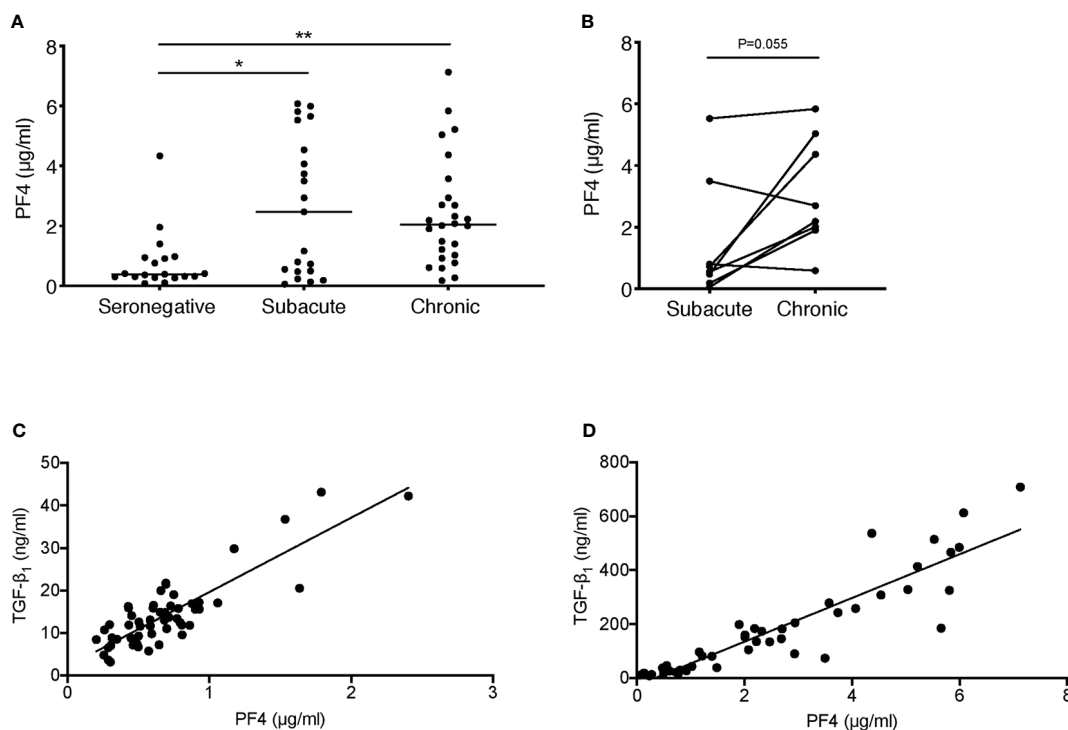 A
8
6
4
2
0
PF4 (µg/ml)
**
*
Seronegative
Subacute
Chronic
B
8
6
4
2
0
PF4 (µg/ml)
P=0.055
Subacute
Chronic
C
50
40
30
20
10
0
TGF-β₁ (ng/ml)
0
1
2
3
PF4 (µg/ml)
D
800
600
400
200
0
TGF-β₁ (ng/ml)
0
2
4
6
8
PF4 (µg/ml)